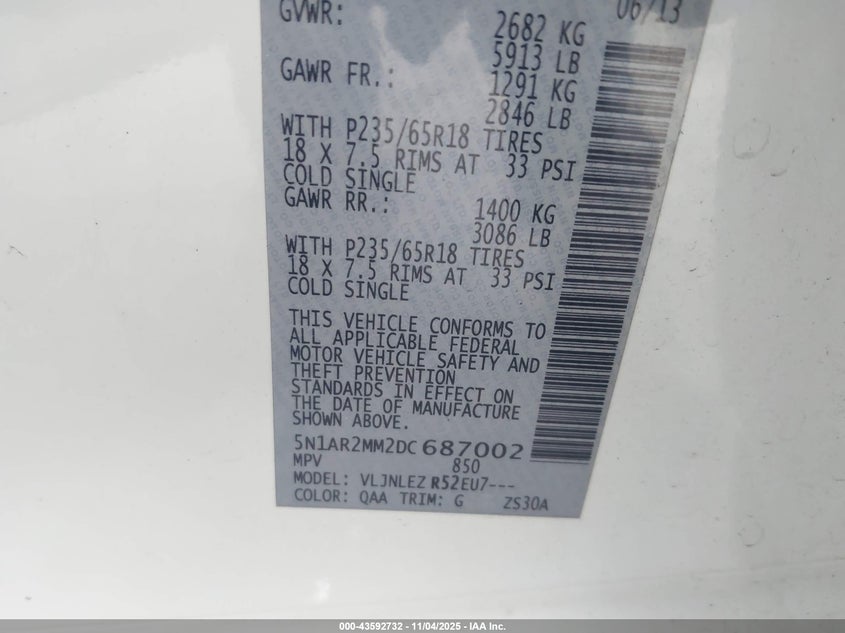 06/13
GVWR: 2682 KG
5913 LB
GAWR FR.: 1291 KG
2846 LB
WITH P235/65R18 TIRES
18 X 7.5 RIMS AT 33 PSI
COLD SINGLE
GAWR RR.: 1400 KG
3086 LB
WITH P235/65R18 TIRES
18 X 7.5 RIMS AT 33 PSI
COLD SINGLE
THIS VEHICLE CONFORMS TO
ALL APPLICABLE FEDERAL
MOTOR VEHICLE SAFETY AND
THEFT PREVENTION
STANDARDS IN EFFECT ON
THE DATE OF MANUFACTURE
SHOWN ABOVE.
5N1AR2MM2DC687002
MPV 850
MODEL: VLJNLEZ R52EU7---
COLOR: QAA TRIM: G ZS30A
000-43592732 - 11/04/2025 - IAA Inc.